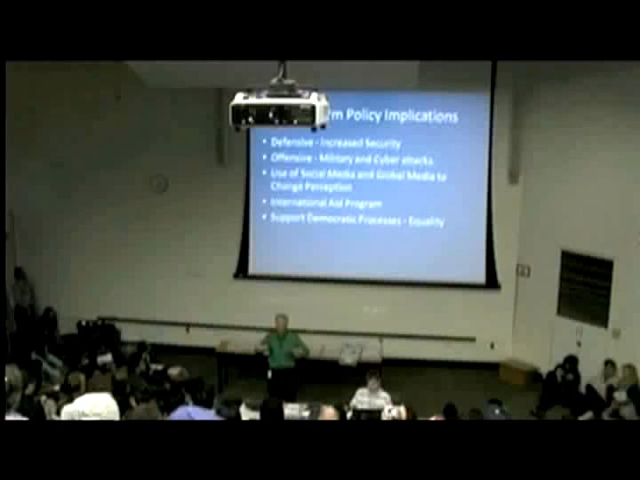 rm Policy Implications
• Defensive - Increased Security
• Offensive - Military and Cyber attacks
• Use of Social Media and Global Media to
Change Perception
• International Aid Program
• Support Democratic Processes - Equality